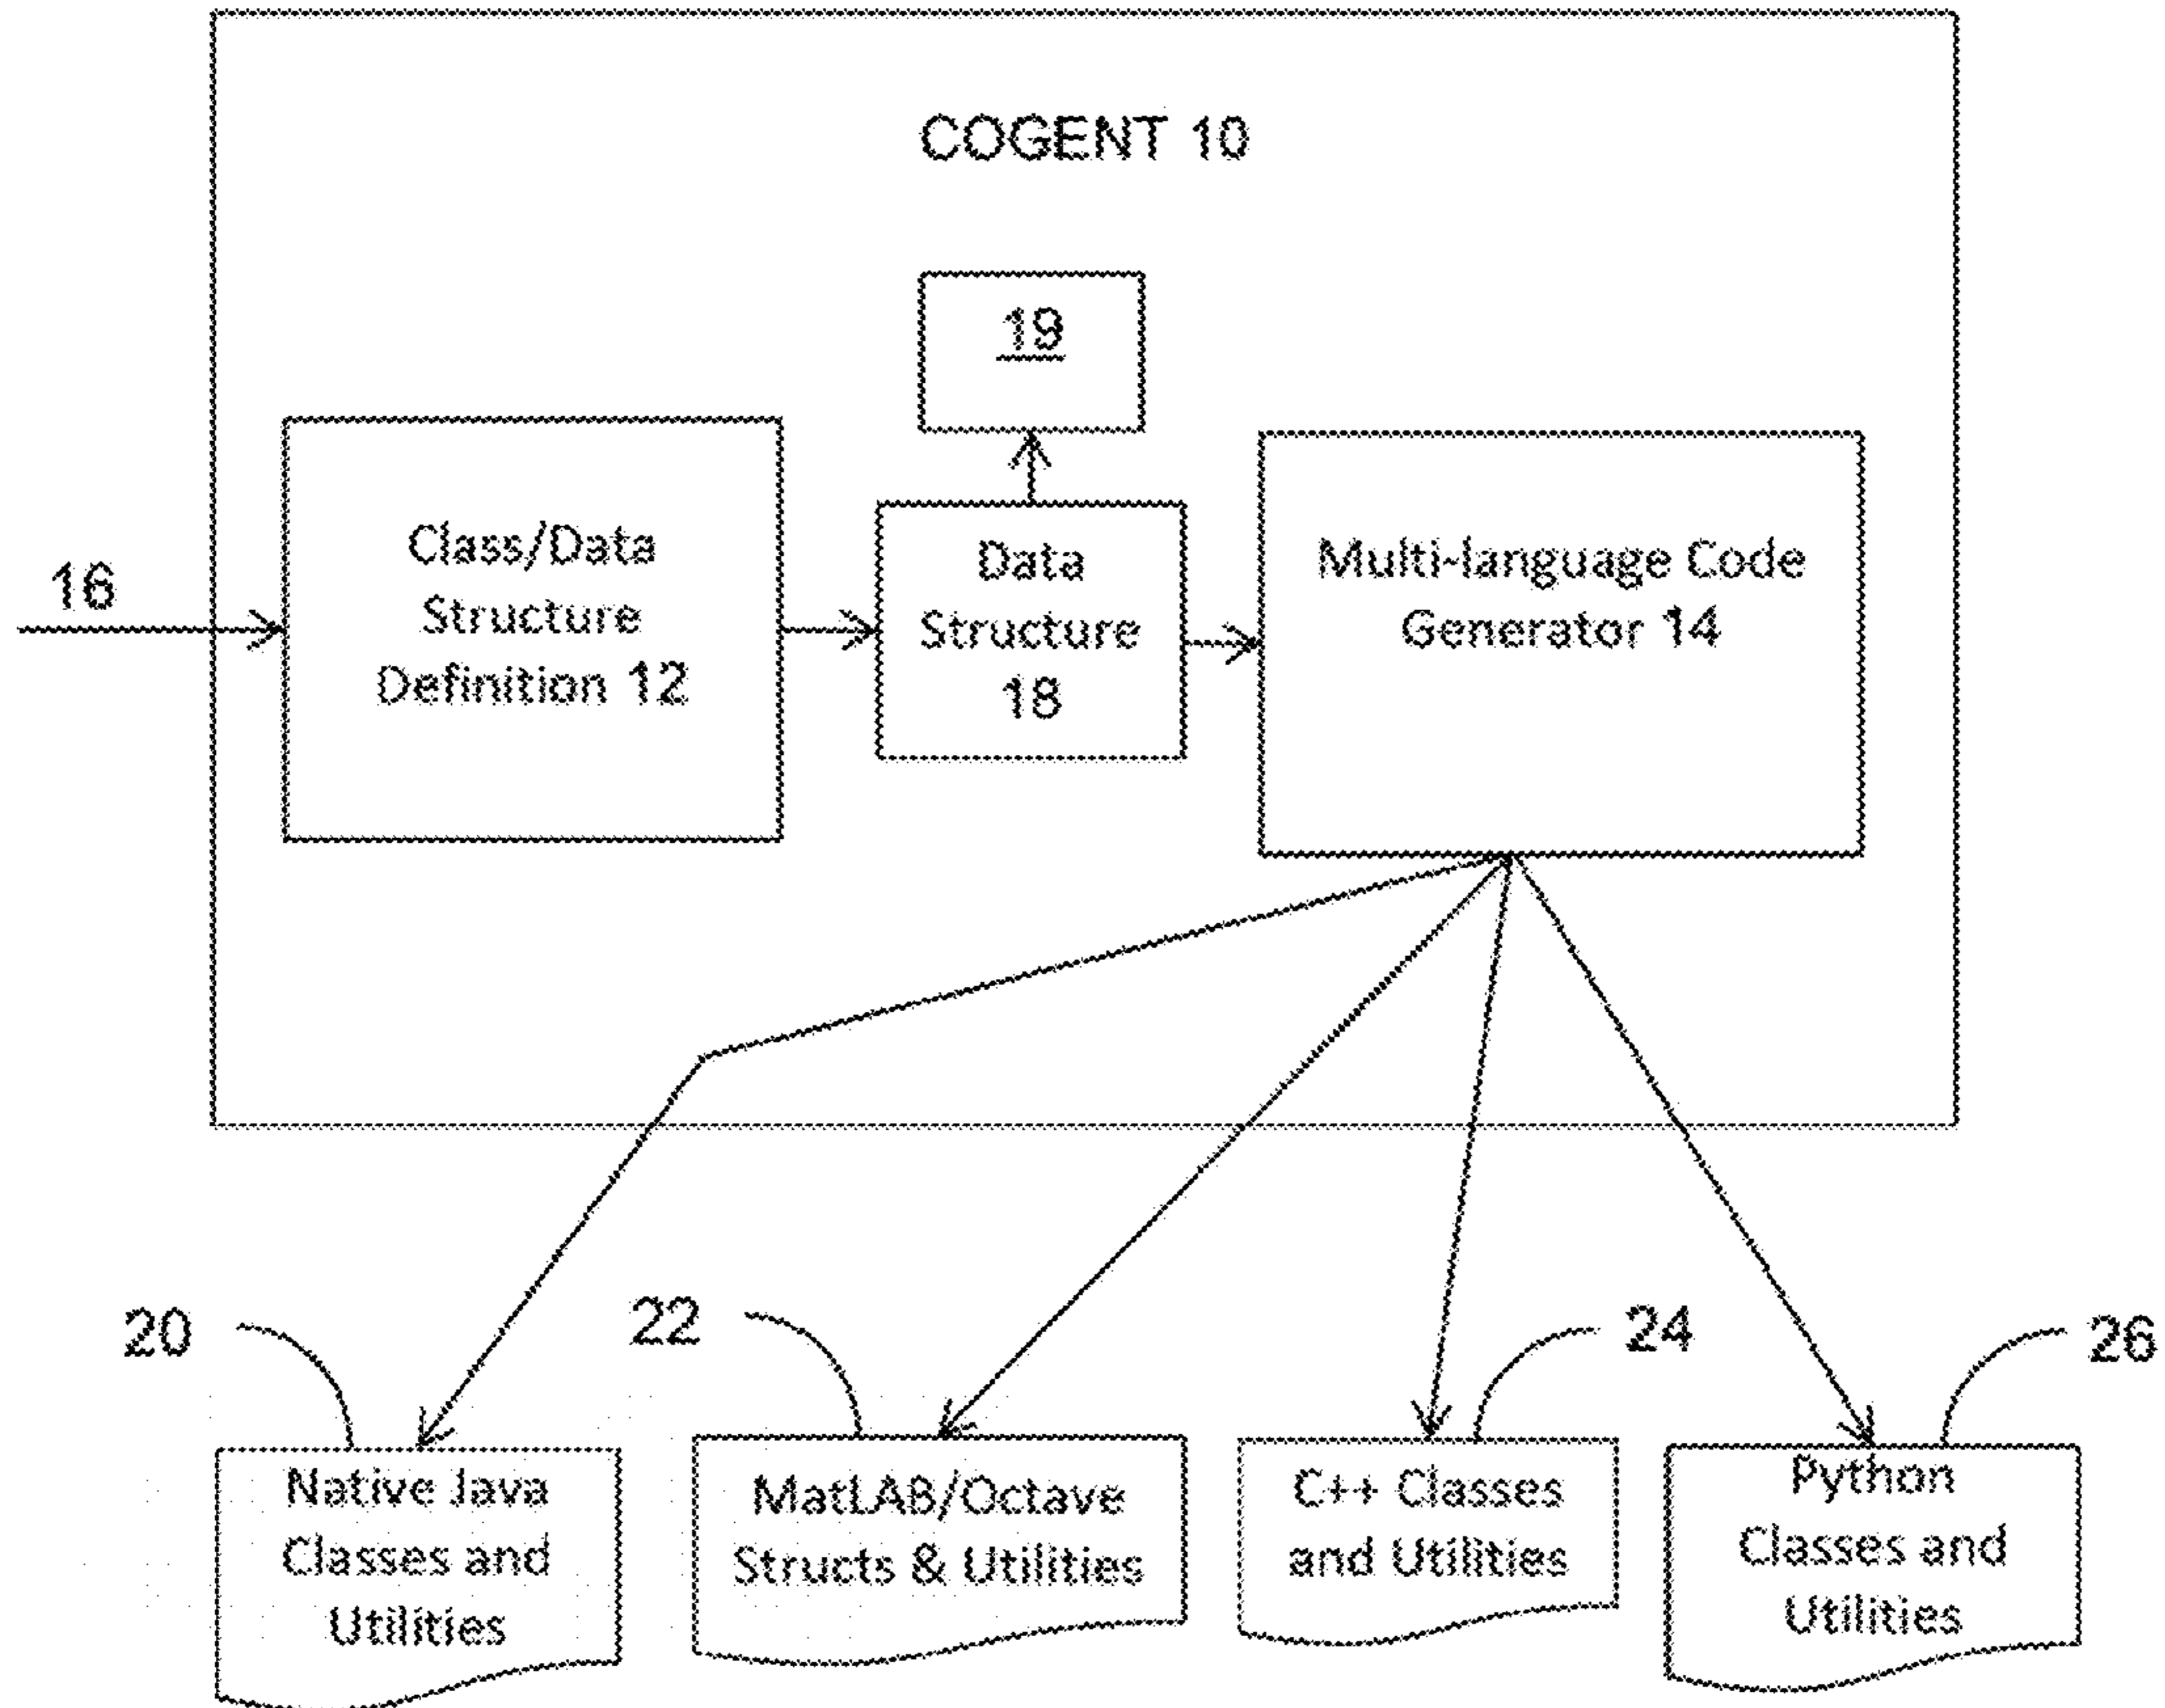 COGENT 10
19
16
Class/Data
Structure
Definition 12
Data
Structure
18
Multi-language Code
Generator 14
20
22
24
26
Native Java
Classes and
Utilities
MatLAB/Octave
Structs & Utilities
C++ Classes
and Utilities
Python
Classes and
Utilities